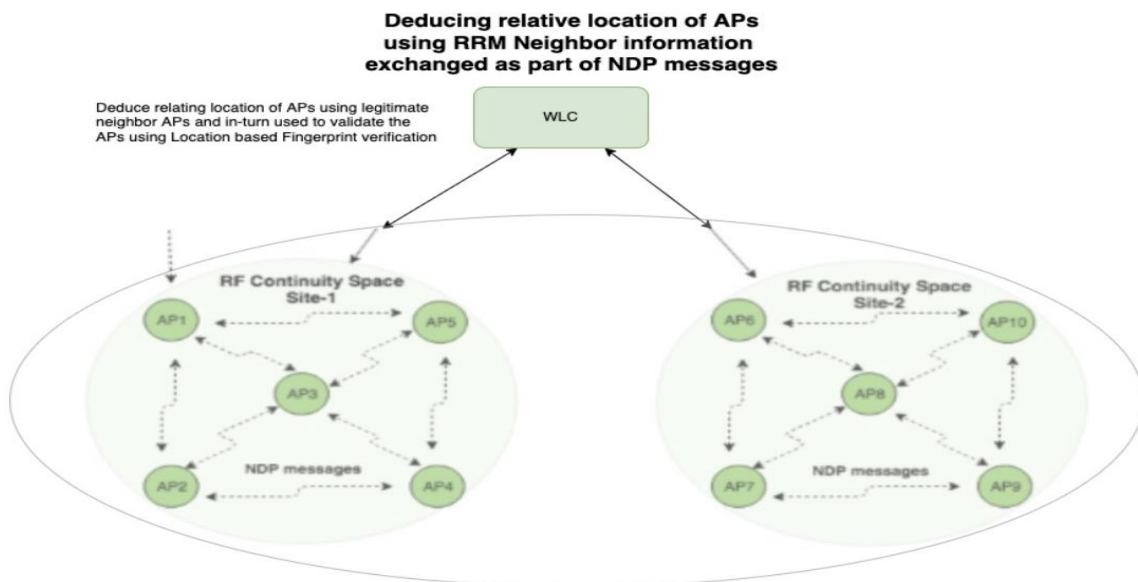 Deducing relative location of APs
using RRM Neighbor information
exchanged as part of NDP messages
Deduce relating location of APs using legitimate
neighbor APs and in-turn used to validate the
APs using Location based Fingerprint verification
WLC
RF Continuity Space
Site-1
AP1
AP5
AP3
AP2
NDP messages
AP4
RF Continuity Space
Site-2
AP6
AP10
AP8
AP7
NDP messages
AP9